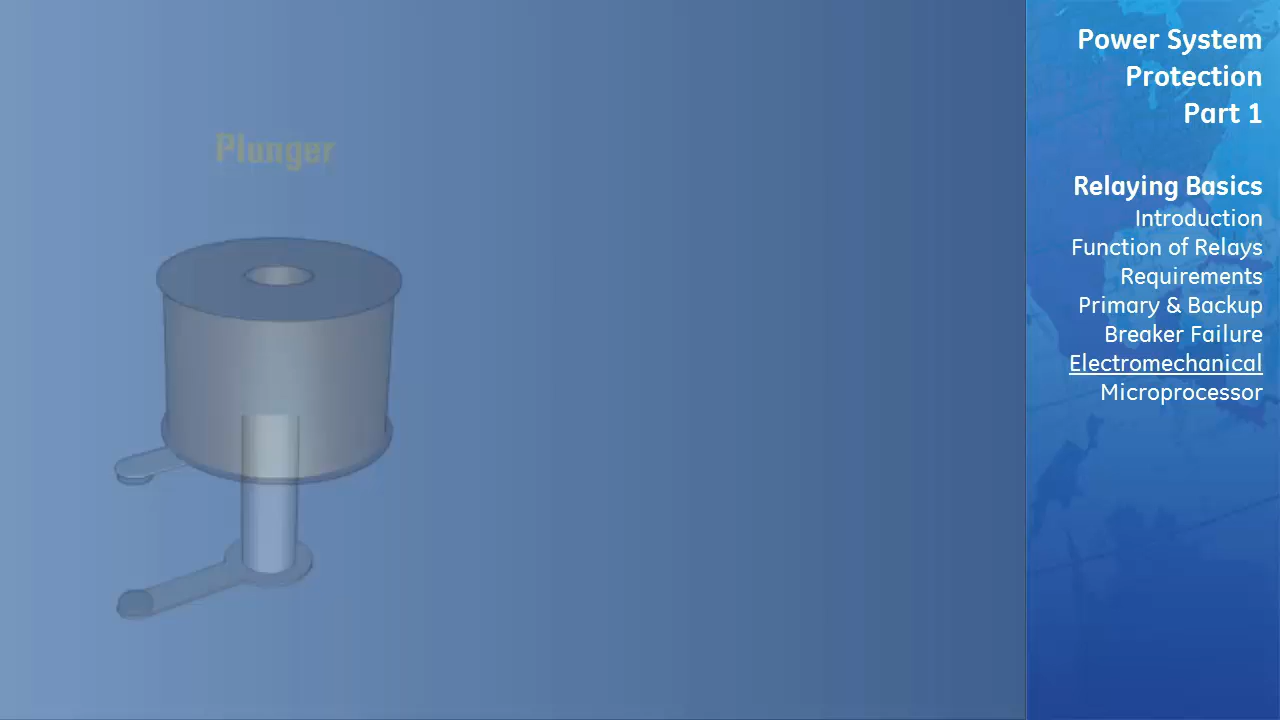 Plunger
Power System
Protection
Part 1
Relaying Basics
Introduction
Function of Relays
Requirements
Primary & Backup
Breaker Failure
Electromechanical
Microprocessor